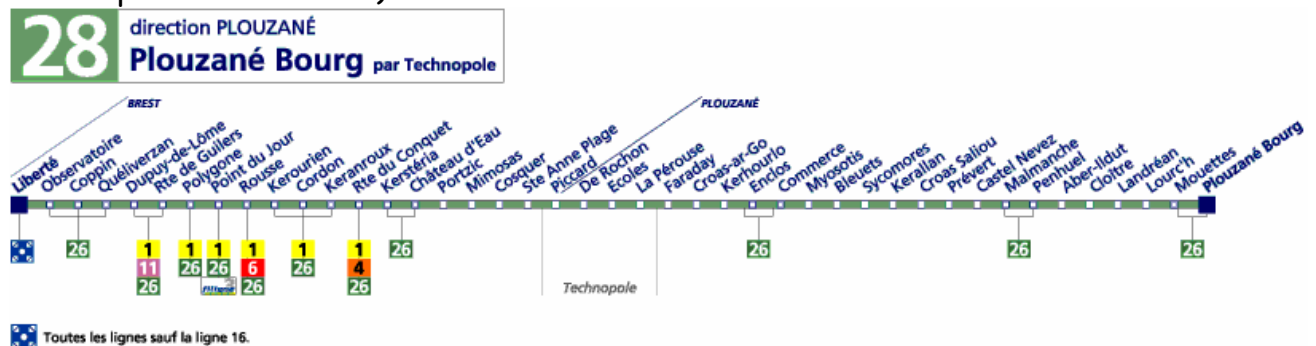 28
direction PLOUZANÉ
Plouzané Bourg par Technopole
BREST
PLOUZANÉ
Liberté
Observatoire
Coppin
Quéliverzan
Dupuy-de-Lôme
Rte de Guilers
Polygone
Point du Jour
Rousse
Kerourien
Cordon
Keranroux
Rte du Conquet
Kerstéria
Château d'Eau
Portzic
Mimosas
Cosquer
Ste Anne Plage
Piccard
De Rochon
Ecoles
La Pérouse
Faraday
Croas-ar-Go
Kerhourlo
Enclos
Commerce
Myosotis
Bleuets
Sycomores
Kerallan
Croas Saliou
Prévert
Castel Nevez
Malmanche
Penhuel
Aber-Ildut
Cloître
Landréan
Lourc'h
Mouettes
Plouzané Bourg
26 1 1 1 1 1 1 26 26 26 26
11 26 26 6 26 4
26 26 26
Technopole
Toutes les lignes sauf la ligne 16.